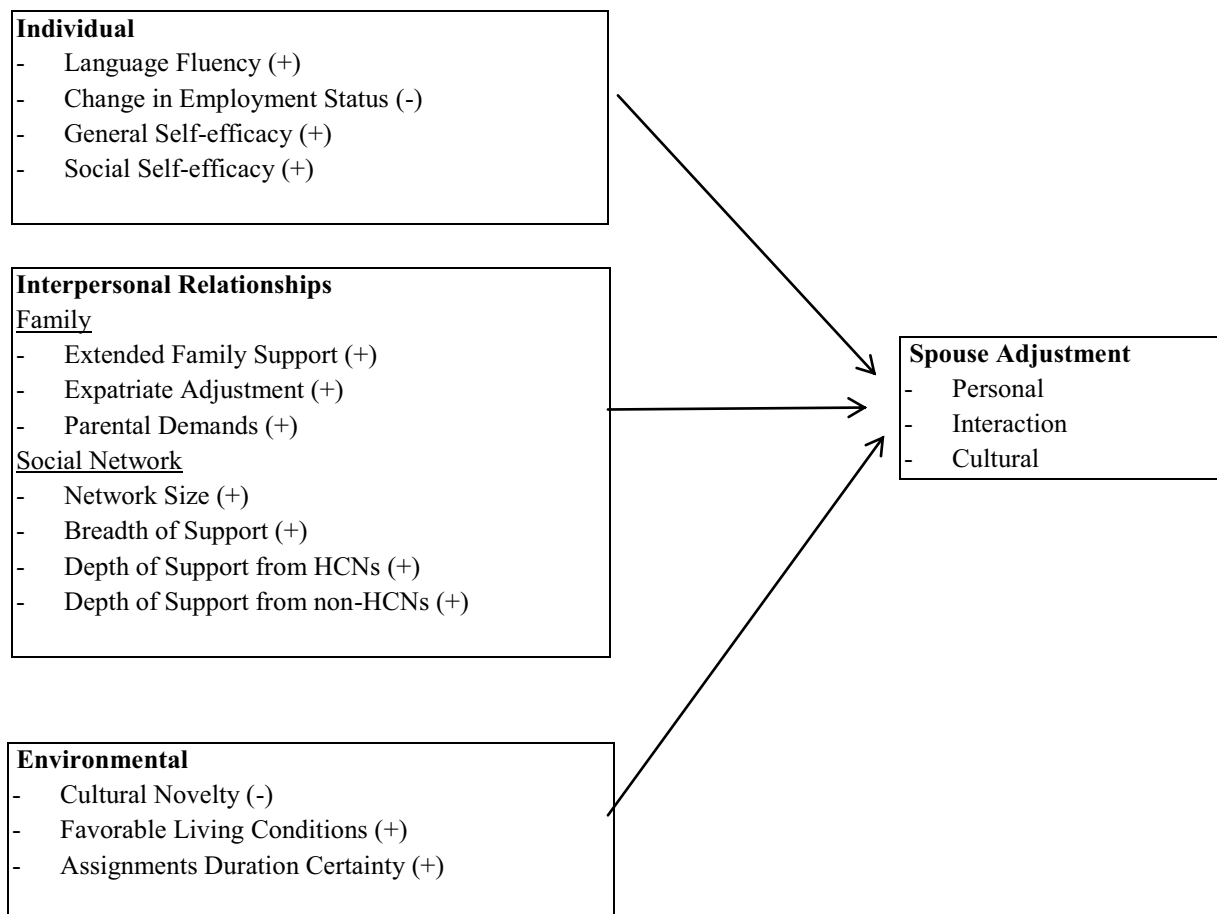 Individual
- Language Fluency (+)
- Change in Employment Status (-)
- General Self-efficacy (+)
- Social Self-efficacy (+)
Interpersonal Relationships
Family
- Extended Family Support (+)
- Expatriate Adjustment (+)
- Parental Demands (+)
Social Network
- Network Size (+)
- Breadth of Support (+)
- Depth of Support from HCNs (+)
- Depth of Support from non-HCNs (+)
Environmental
- Cultural Novelty (-)
- Favorable Living Conditions (+)
- Assignments Duration Certainty (+)
Spouse Adjustment
- Personal
- Interaction
- Cultural